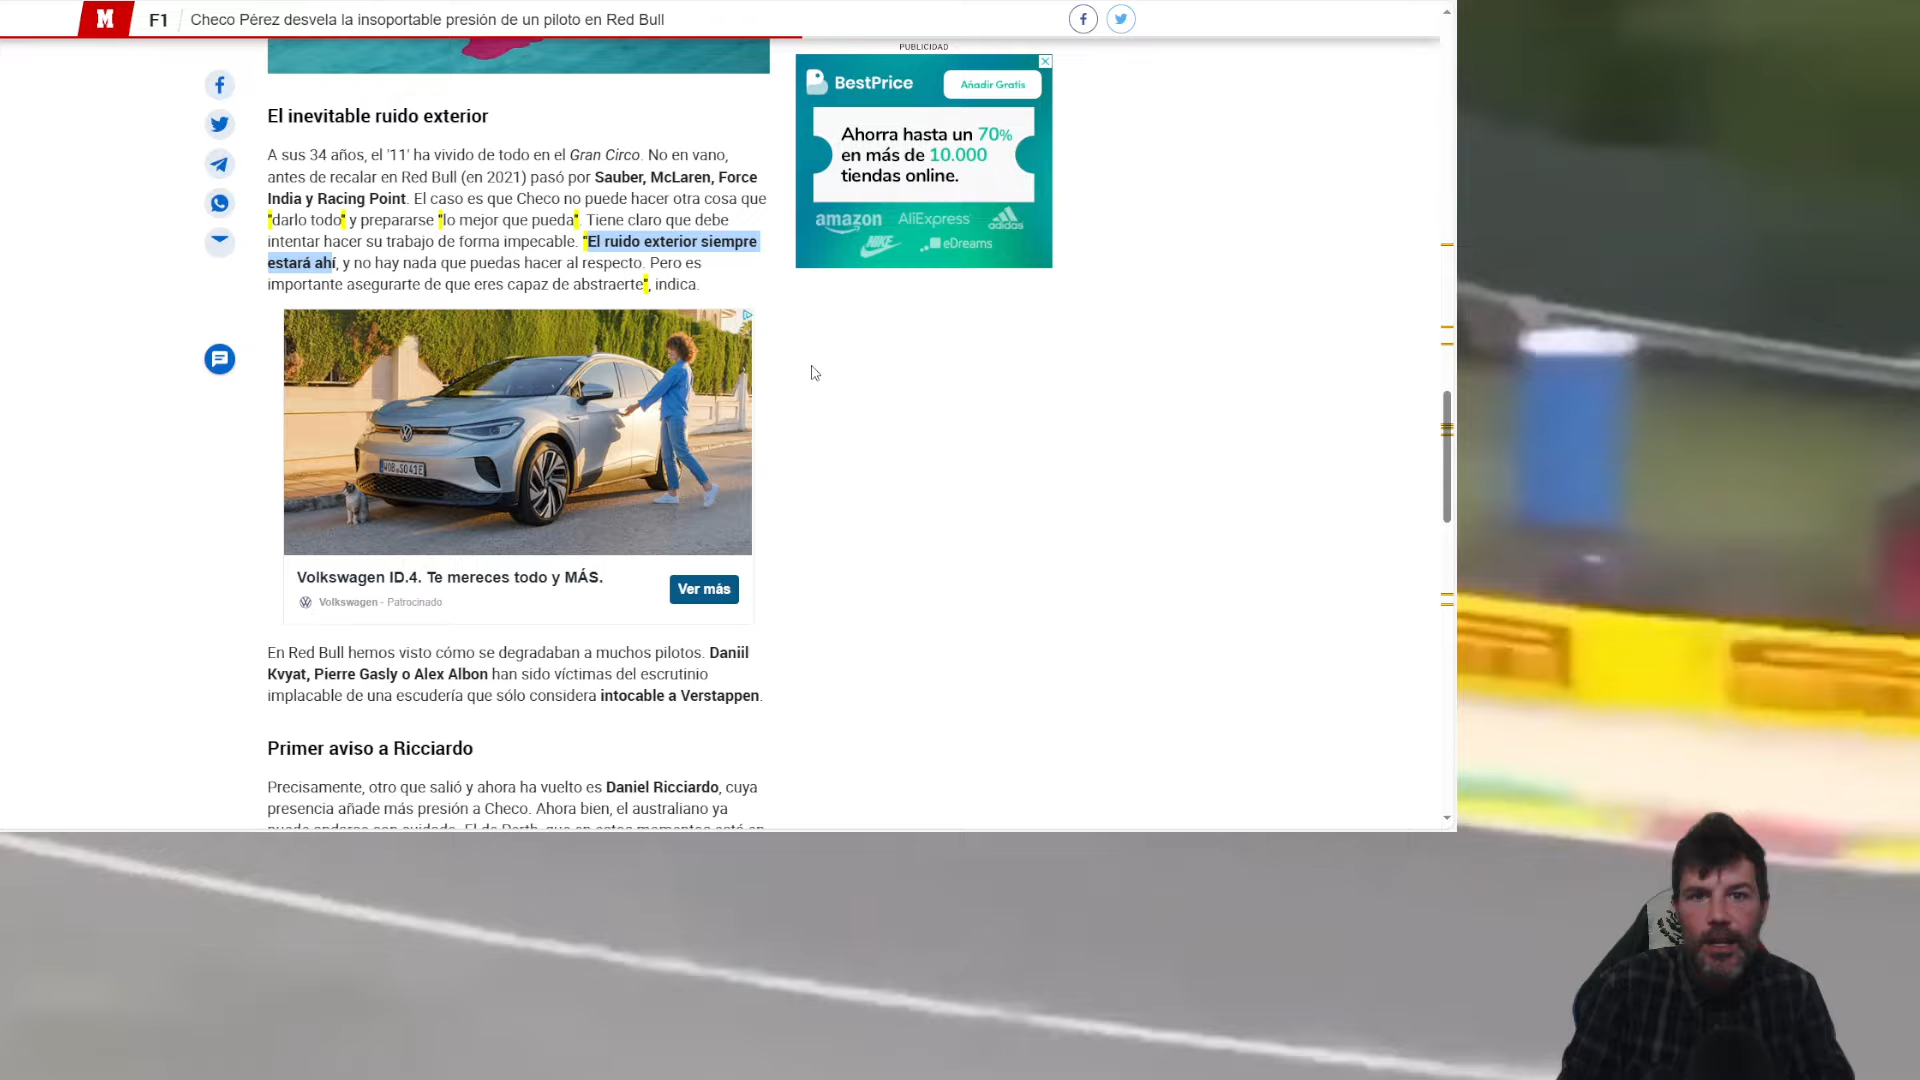 M
F1
Checo Pérez desvela la insoportable presión de un piloto en Red Bull
El inevitable ruido exterior
A sus 34 años, el '11' ha vivido de todo en el Gran Circo. No en vano,
antes de recalar en Red Bull (en 2021) pasó por Sauber, McLaren, Force
India y Racing Point. El caso es que Checo no puede hacer otra cosa que
"darlo todo" y prepararse "lo mejor que pueda". Tiene claro que debe
intentar hacer su trabajo de forma impecable. "El ruido exterior siempre
estará ahí, y no hay nada que puedas hacer al respecto. Pero es
importante asegurarte de que eres capaz de abstraerte", indica.
WOB SO41E
Volkswagen ID.4. Te mereces todo y MÁS.
Volkswagen - Patrocinado
Ver más
En Red Bull hemos visto cómo se degradaban a muchos pilotos. Daniil
Kvyat, Pierre Gasly o Alex Albon han sido víctimas del escrutinio
implacable de una escudería que sólo considera intocable a Verstappen.
Primer aviso a Ricciardo
Precisamente, otro que salió y ahora ha vuelto es Daniel Ricciardo, cuya
presencia añade más presión a Checo. Ahora bien, el australiano ya
PUBLICIDAD
BestPrice
Añadir Gratis
Ahorra hasta un 70%
en más de 10.000
tiendas online.
amazon AliExpress adidas
NIKE eDreams